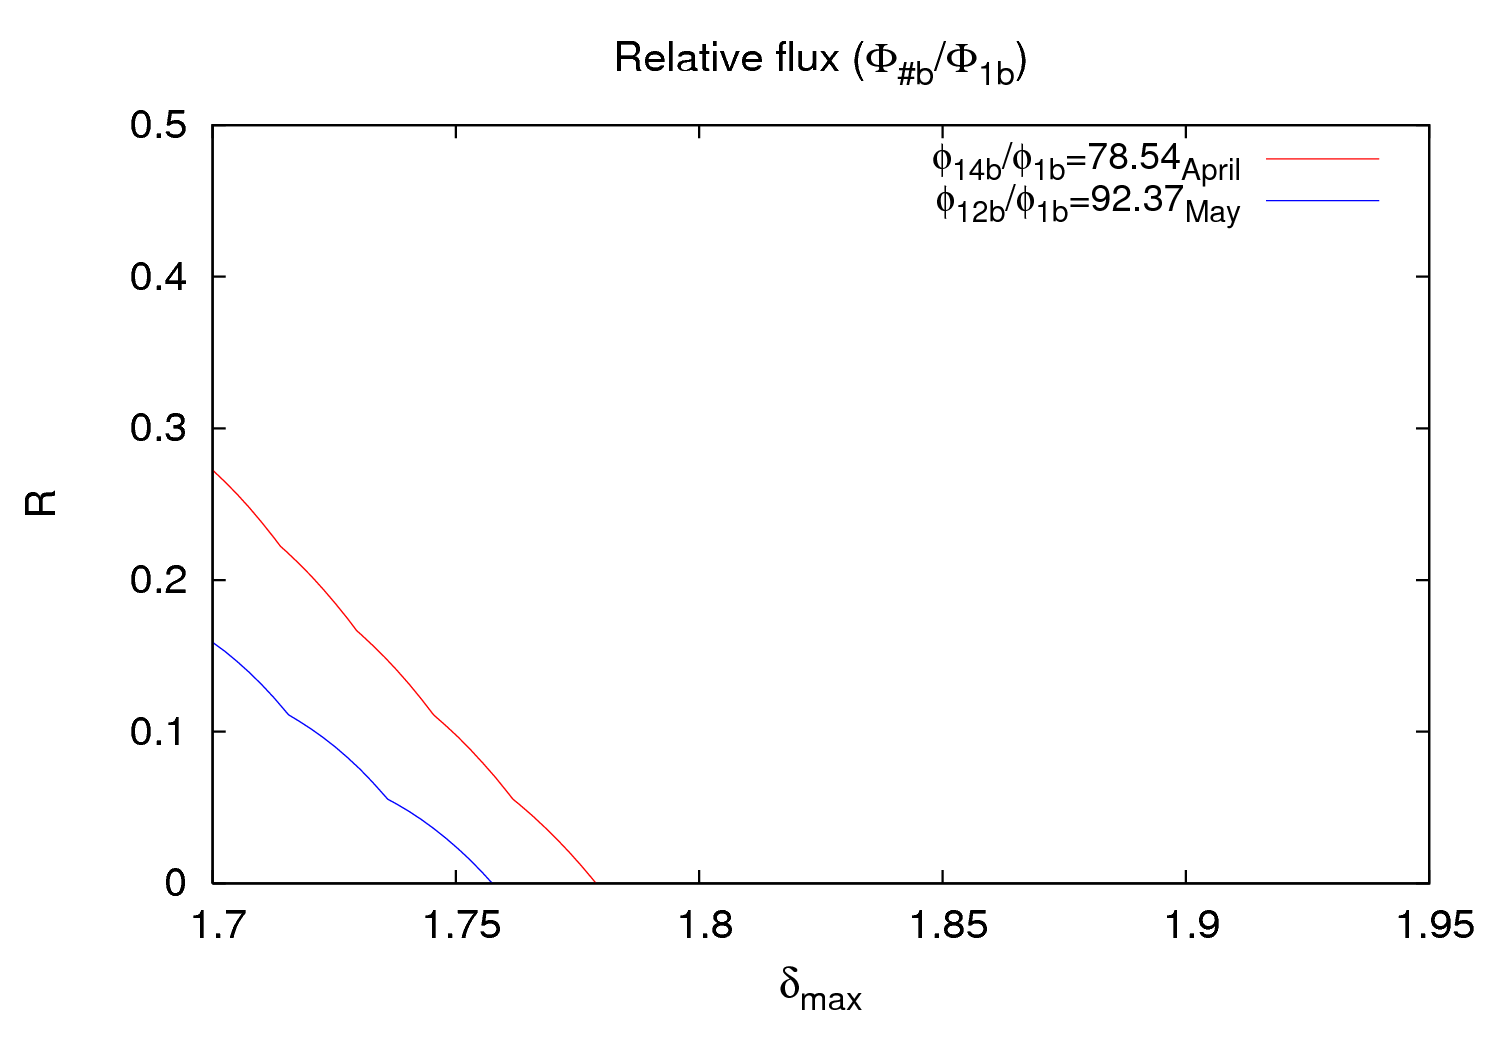 Relative flux (Φ#b/Φ1b)
ϕ14b/ϕ1b=78.54April
ϕ12b/ϕ1b=92.37May
0.5
0.4
0.3
0.2
0.1
0
R
1.7 1.75 1.8 1.85 1.9 1.95
δmax